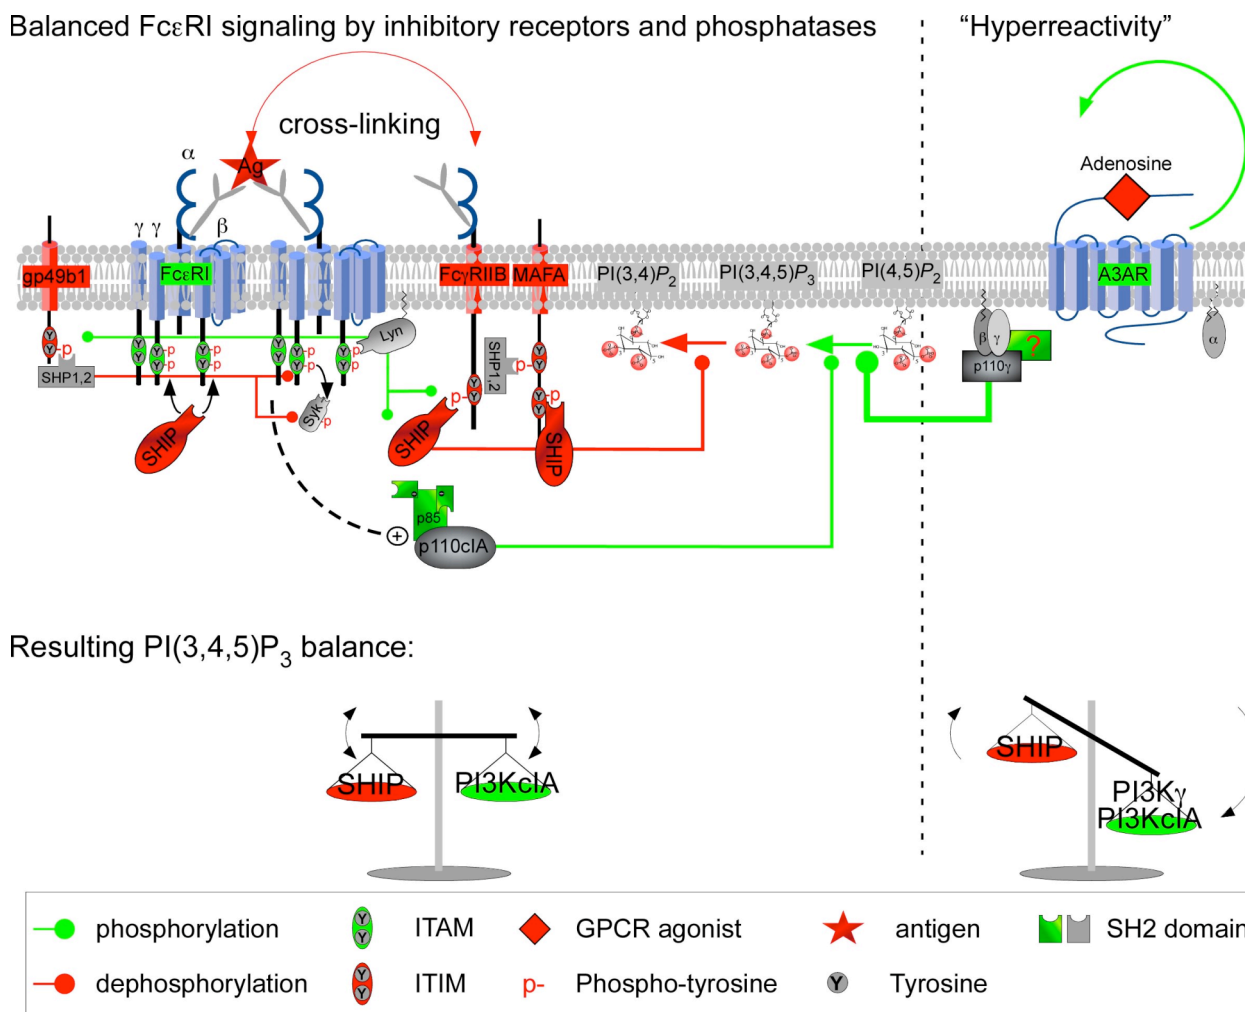 Balanced FcεRI signaling by inhibitory receptors and phosphatases
“Hyperreactivity”
cross-linking
α
Ag
Adenosine
γ γ
β
gp49b1
FcεRI
FcγRIIB
MAFA
PI(3,4)P2
PI(3,4,5)P3
PI(4,5)P2
A3AR
Lyn
Y
Y
-p
SHP1,2
Y
Y
Y
Y
-p
-p
Y
Y
-p
-p
Y
Y
Y
Y
-p
-p
Y
Y
-p
SHP1,2
p-
Y
Y
p-
Y
Y
Y
Y
Syk
-p
SHIP
SHIP
SHIP
β
γ
?
p110γ
α
p85
+
p110cIA
Resulting PI(3,4,5)P3 balance:
SHIP
PI3KcIA
SHIP
PI3Kγ
PI3KcIA
phosphorylation
Y
Y
ITAM
GPCR agonist
antigen
SH2 domain
dephosphorylation
Y
Y
ITIM
p-
Phospho-tyrosine
Y
Tyrosine